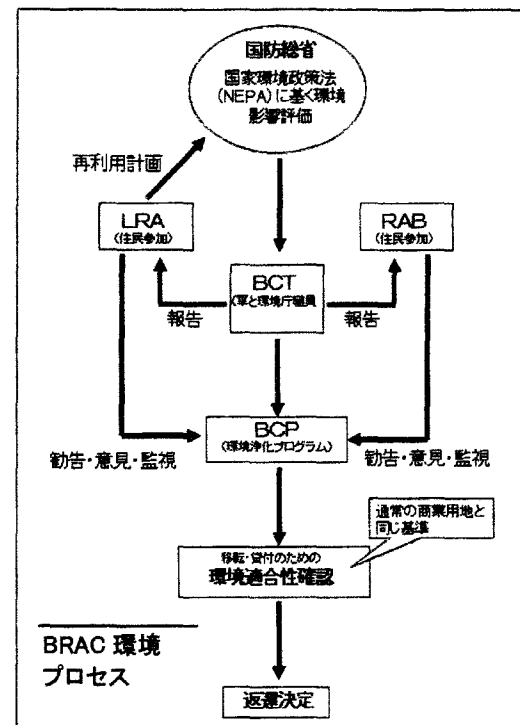 国防総省
国家環境政策法
(NEPA)に基く環境
影響評価
再利用計画
LRA
(住民参加)
RAB
(住民参加)
BCT
(軍と環境庁職員
報告
報告
BCP
(環境浄化プログラム)
勧告・意見・監視
勧告・意見・監視
通常の商業用地と
同じ基準
移転・貸付のための
環境適合性確認
BRAC 環境
プロセス
返還決定